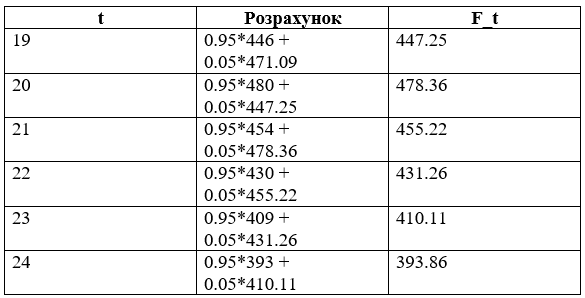 t Розрахунок F_t
19 0.95*446 + 447.25
0.05*471.09
20 0.95*480 + 478.36
0.05*447.25
21 0.95*454 + 455.22
0.05*478.36
22 0.95*430 + 431.26
0.05*455.22
23 0.95*409 + 410.11
0.05*431.26
24 0.95*393 + 393.86
0.05*410.11